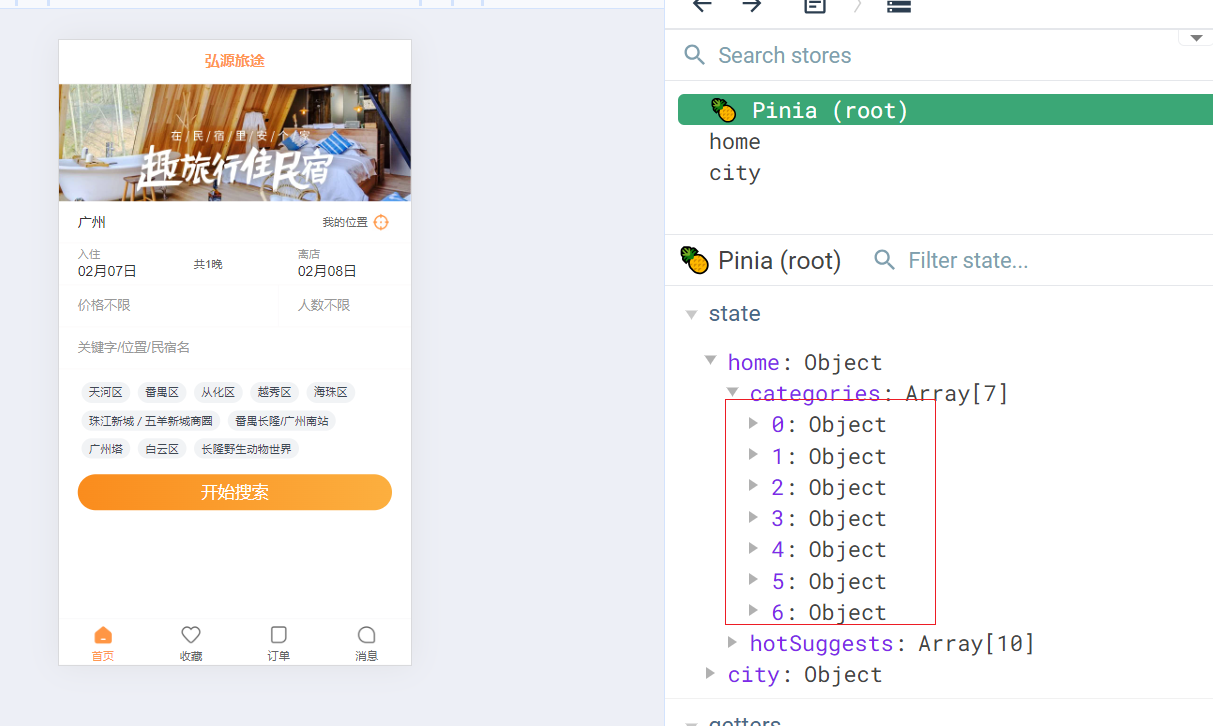 弘源旅途
在/民/宿/里/安/个/家
趣旅行住民宿
广州
我的位置
入住
02月07日
共1晚
离店
02月08日
价格不限
人数不限
关键字/位置/民宿名
天河区
番禺区
从化区
越秀区
海珠区
珠江新城 / 五羊新城商圈
番禺长隆/广州南站
广州塔
白云区
长隆野生动物世界
开始搜索
首页
收藏
订单
消息
Search stores
Pinia (root)
home
city
Pinia (root)
Filter state...
state
home: Object
categories: Array[7]
0: Object
1: Object
2: Object
3: Object
4: Object
5: Object
6: Object
hotSuggests: Array[10]
city: Object
getters